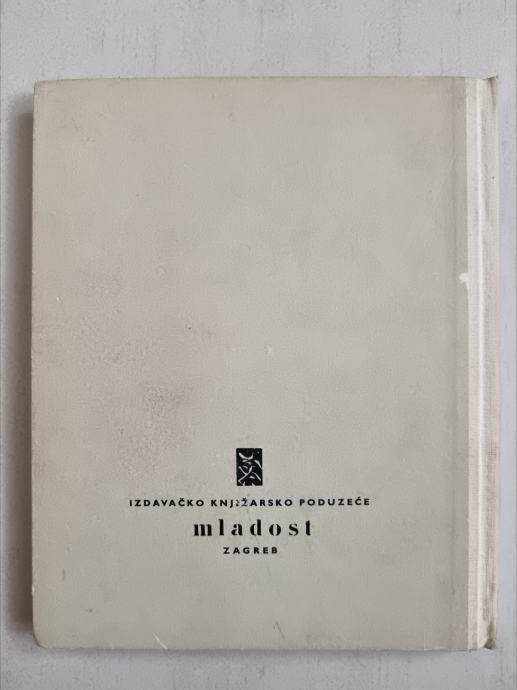 IZDAVAČKO KNJIŽARSKO PODUZEĆE
mladost
ZAGREB